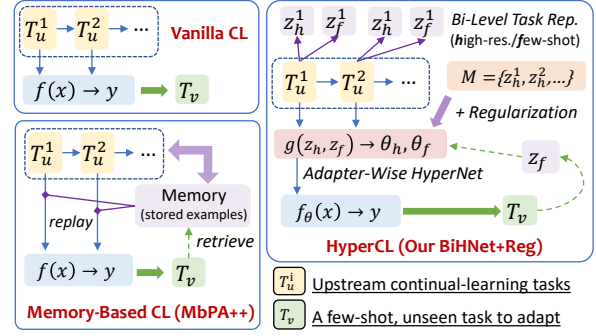 Vanilla CL
T_u^1 T_u^2 ...
f(x) → y
T_v
T_u^1 T_u^2 ...
Memory
(stored examples)
replay
retrieve
f(x) → y
T_v
Memory-Based CL (MbPA++)
z_h^1 z_f^1 z_h^1 z_f^1
Bi-Level Task Rep.
(high-res./few-shot)
T_u^1 T_u^2 ...
M = {z_h^1, z_h^2, ...}
+ Regularization
g(z_h, z_f) → θ_h, θ_f
z_f
Adapter-Wise HyperNet
f_θ(x) → y
T_v
HyperCL (Our BiHNet+Reg)
T_u^i Upstream continual-learning tasks
T_v A few-shot, unseen task to adapt